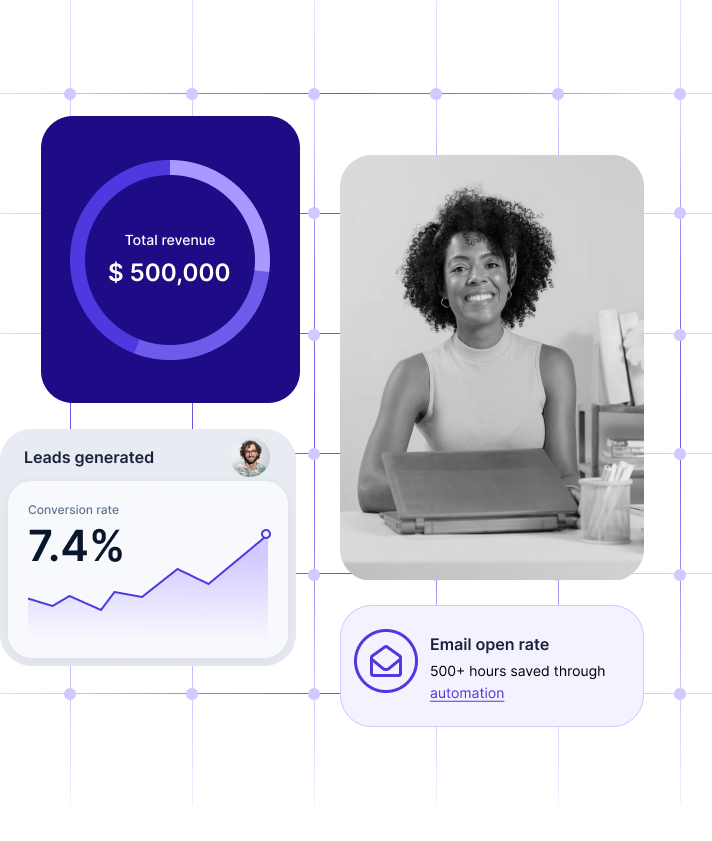 Total revenue
$ 500,000
Leads generated
Conversion rate
7.4%
Email open rate
500+ hours saved through
automation